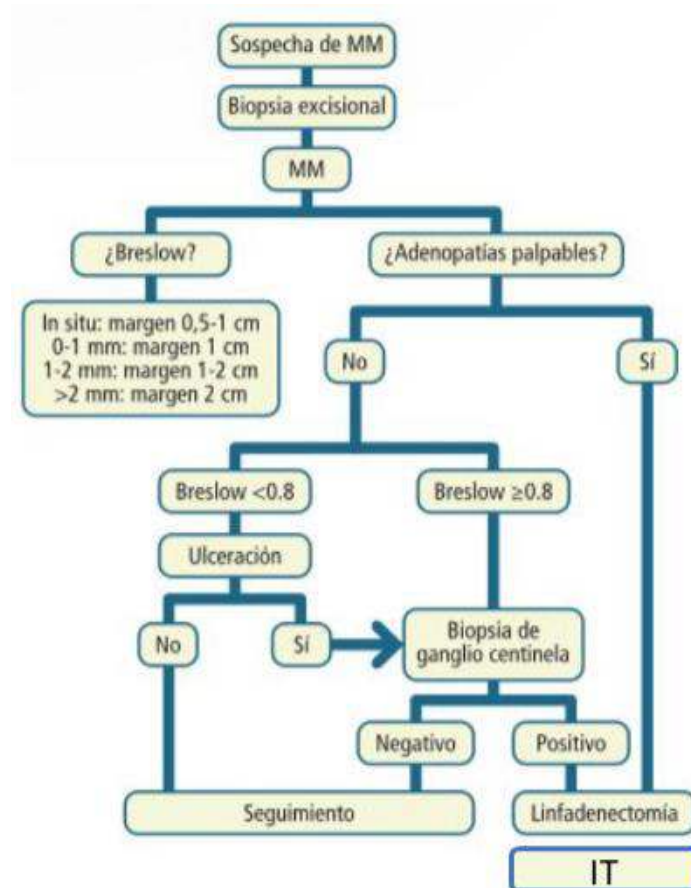 Sospecha de MM
Biopsia excisional
MM
¿Breslow?
¿Adenopatías palpables?
In situ: margen 0,5-1 cm
0-1 mm: margen 1 cm
1-2 mm: margen 1-2 cm
>2 mm: margen 2 cm
No
Sí
Breslow <0.8
Breslow ≥0.8
Ulceración
No
Sí
Biopsia de
ganglio centinela
Negativo
Positivo
Seguimiento
Linfadenectomía
IT